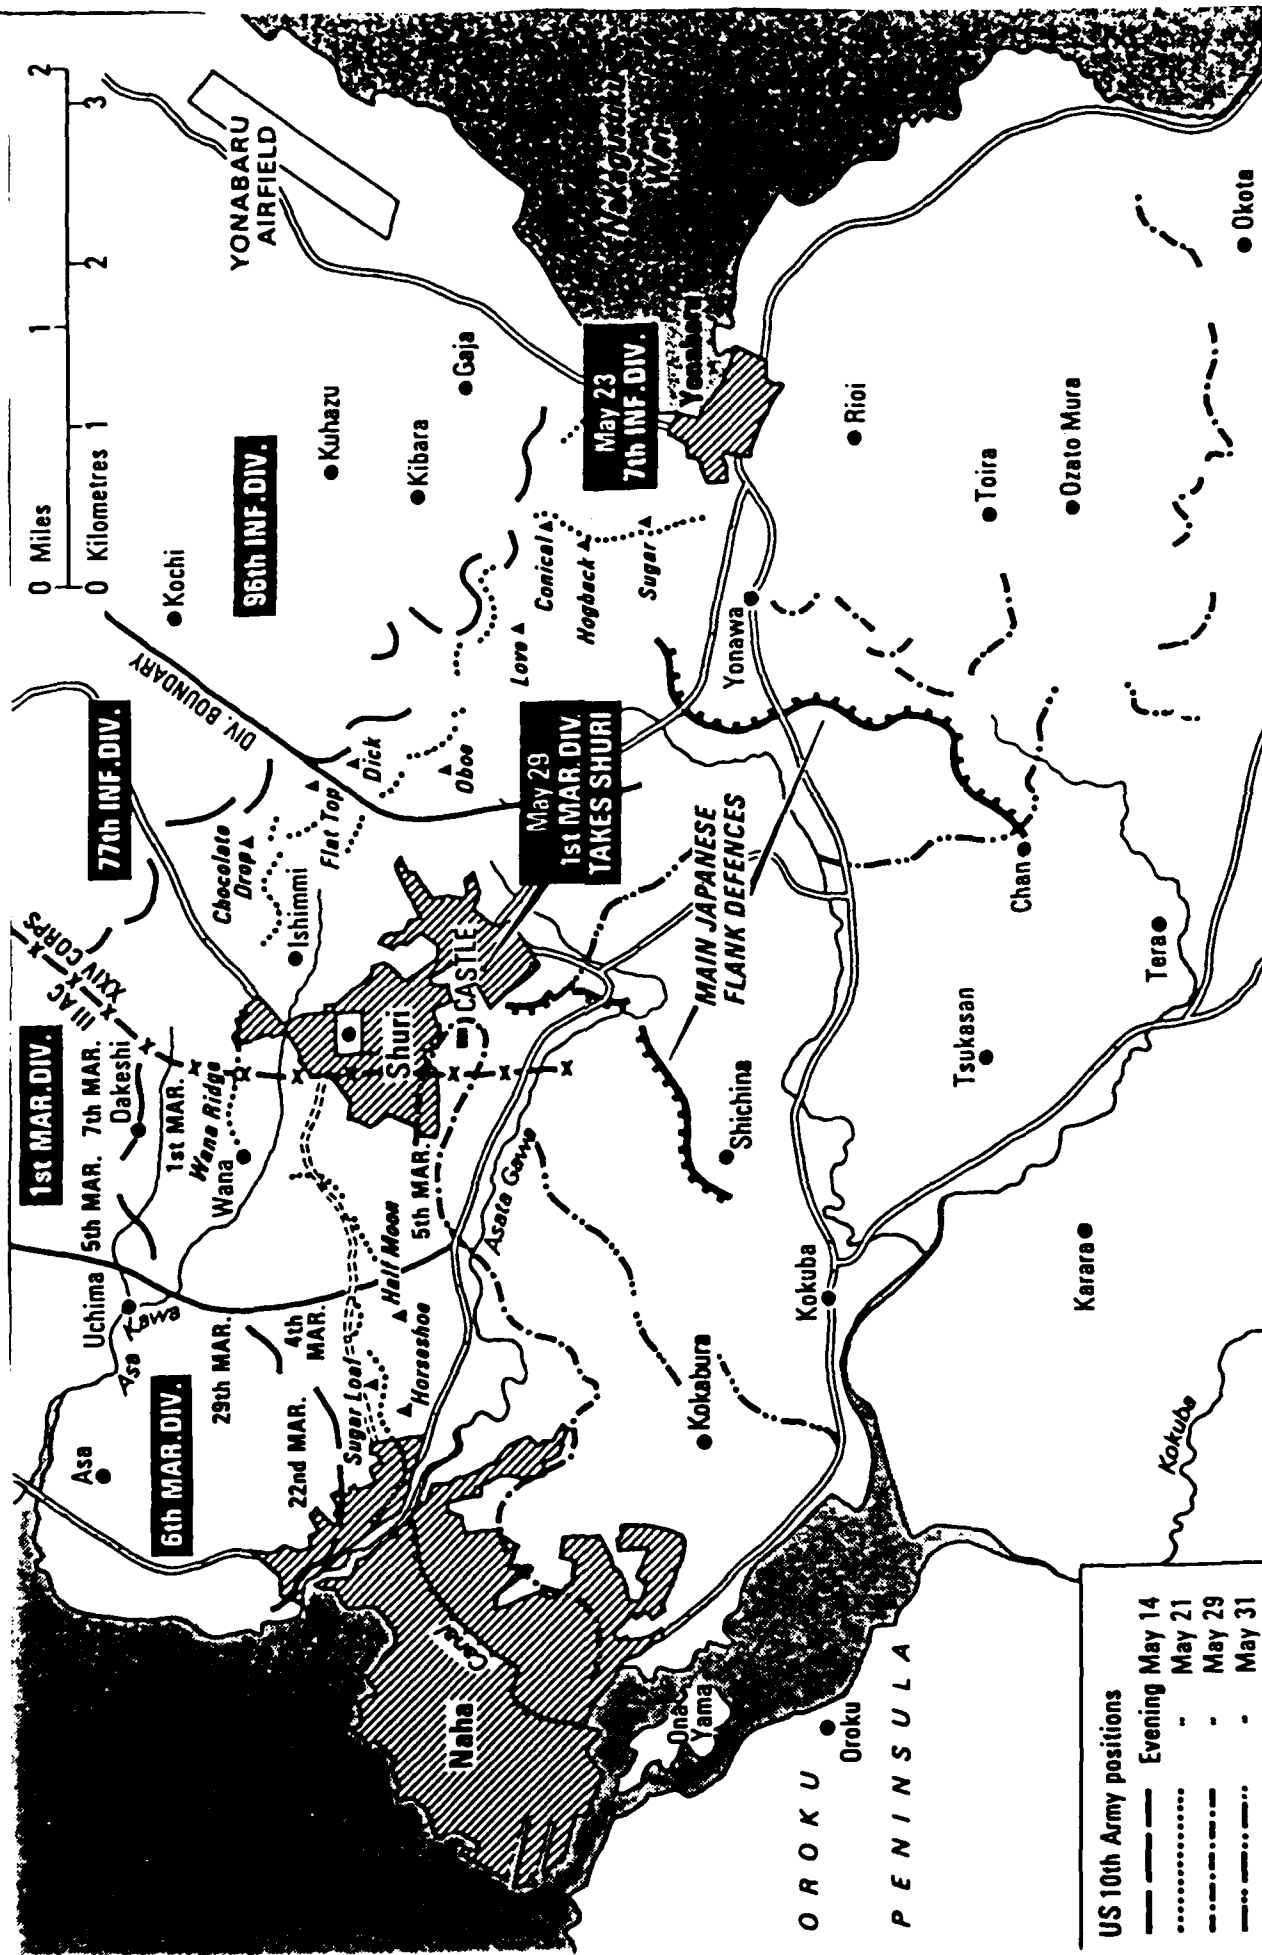 0 Miles 1 2
0 Kilometres 1 2 3
YONABARU
AIRFIELD
Kochi
Kuhazu
Kibara
Gaja
96th INF. DIV.
77th INF. DIV.
DIV. BOUNDARY
1st MAR. DIV.
III AC
XXIV CORPS
6th MAR. DIV.
Asa
Uchima
Asa Kawa
5th MAR.
7th MAR.
Dakeshi
1st MAR.
Wana Ridge
Wana
29th MAR.
22nd MAR.
4th
MAR.
Sugar Loaf
Half Moon
Horseshoe
5th MAR.
Chocolate
Drop
Ishimmi
Flat Top
Dick
Oboe
Love
Conical
Hogback
Sugar
May 23
7th INF. DIV.
Nakagusuku
Wan
Yonabaru
Shuri
CASTLE
May 29
1st MAR. DIV.
TAKES SHURI
Asato Gawa
Naha
Canal
MAIN JAPANESE
FLANK DEFENCES
Yonawa
Shichina
Kokuba
Kokabura
Rioi
Toira
Ozato Mura
Okota
Chan
Tera
Tsukasan
Karara
Kokuba
Ona
Yama
Oroku
OROKU
PENINSULA
US 10th Army positions
Evening May 14
" May 21
" May 29
" May 31